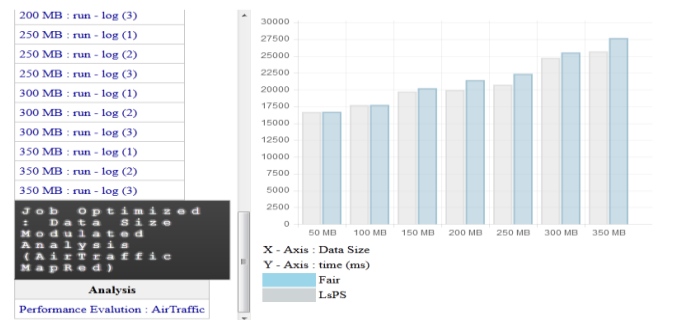 200 MB : run - log (3)
250 MB : run - log (1)
250 MB : run - log (2)
250 MB : run - log (3)
300 MB : run - log (1)
300 MB : run - log (2)
300 MB : run - log (3)
350 MB : run - log (1)
350 MB : run - log (2)
350 MB : run - log (3)
Job Optimized
: Data Size
Modulated
Analysis
(AirTraffic
MapRed)
Analysis
Performance Evalution : AirTraffic
30000
27500
25000
22500
20000
17500
15000
12500
10000
7500
5000
2500
0
50 MB 100 MB 150 MB 200 MB 250 MB 300 MB 350 MB
X - Axis : Data Size
Y - Axis : time (ms)
Fair
LsPS